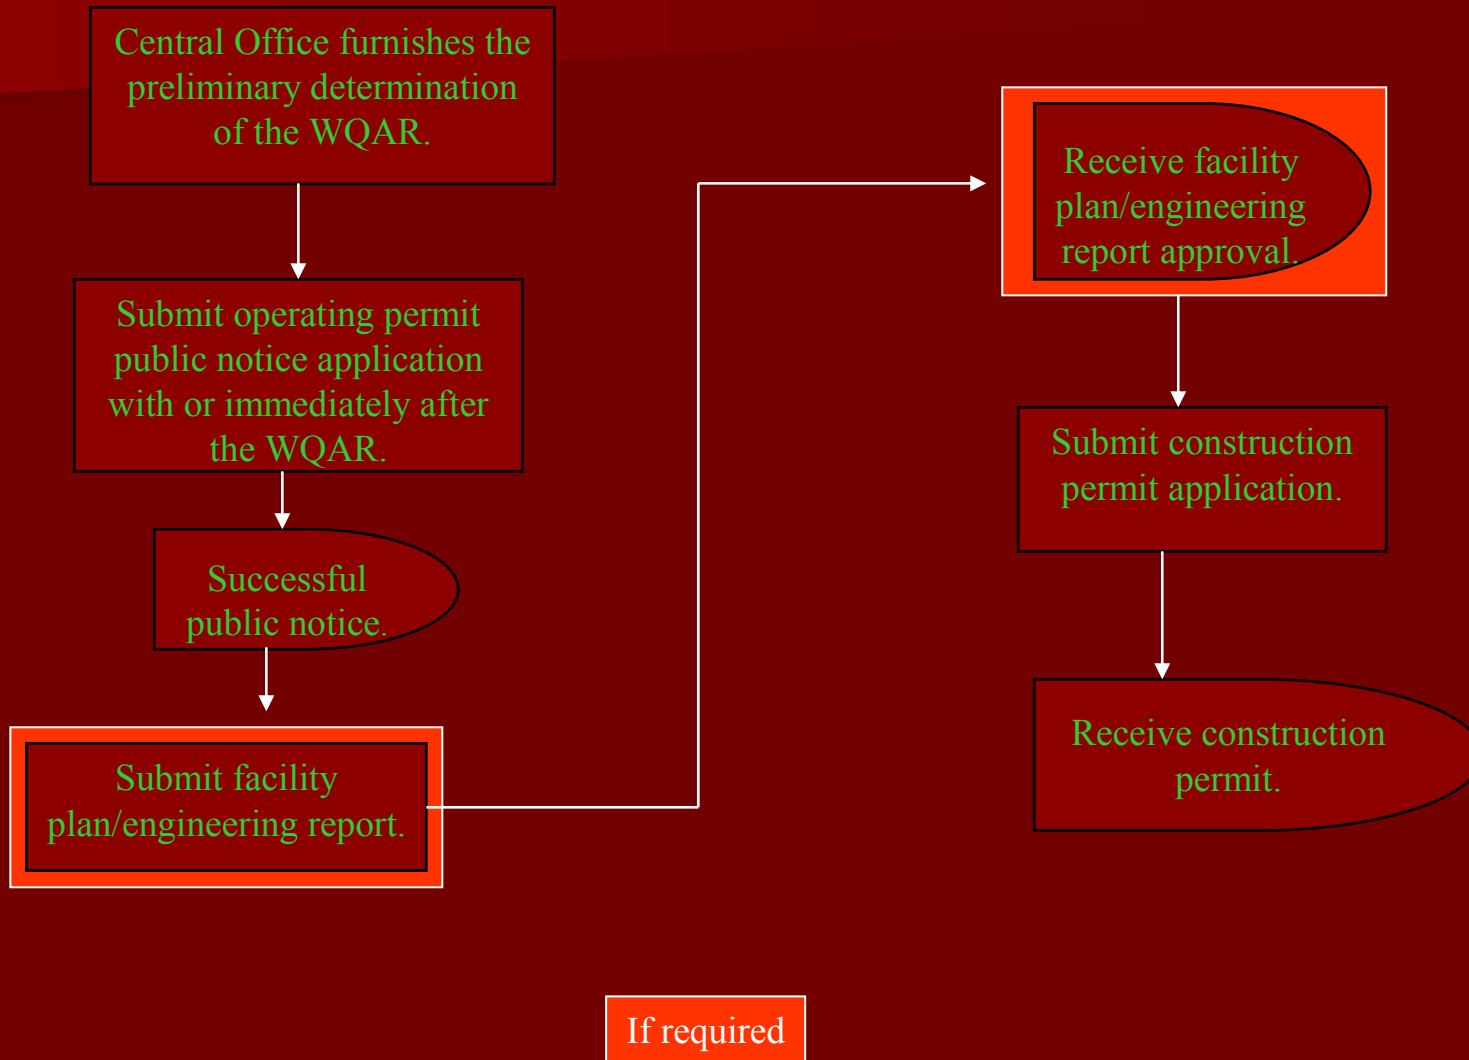 Central Office furnishes the
preliminary determination
of the WQAR.
Submit operating permit
public notice application
with or immediately after
the WQAR.
Successful
public notice.
Submit facility
plan/engineering report.
Receive facility
plan/engineering
report approval.
Submit construction
permit application.
Receive construction
permit.
If required